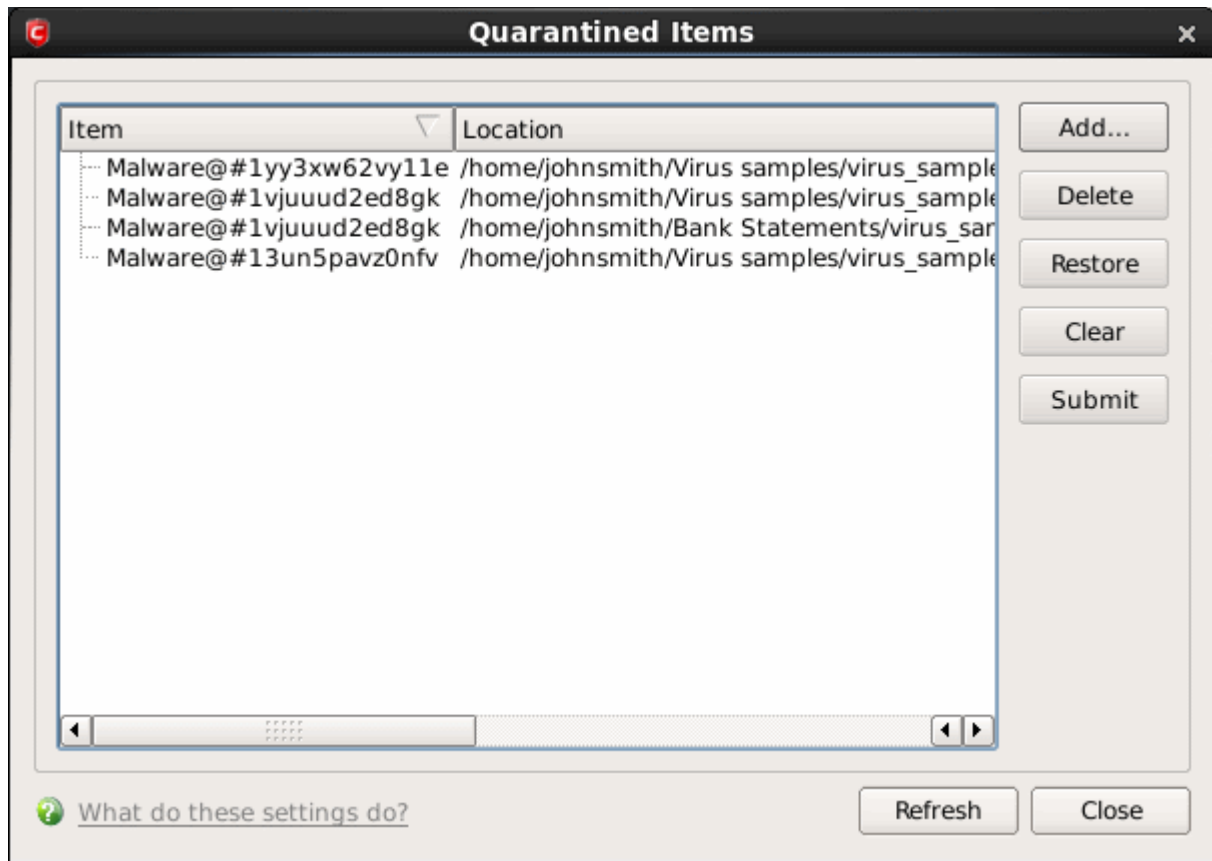 Quarantined Items
Item Location
Malware@#1yy3xw62vy11e /home/johnsmith/Virus samples/virus_sample
Malware@#1vjuuud2ed8gk /home/johnsmith/Virus samples/virus_sample
Malware@#1vjuuud2ed8gk /home/johnsmith/Bank Statements/virus_sar
Malware@#13un5pavz0nfv /home/johnsmith/Virus samples/virus_sample
Add...
Delete
Restore
Clear
Submit
What do these settings do?
Refresh
Close